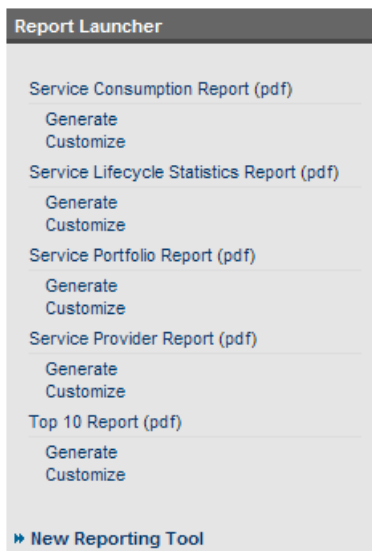 Report Launcher
Service Consumption Report (pdf)
Generate
Customize
Service Lifecycle Statistics Report (pdf)
Generate
Customize
Service Portfolio Report (pdf)
Generate
Customize
Service Provider Report (pdf)
Generate
Customize
Top 10 Report (pdf)
Generate
Customize
New Reporting Tool